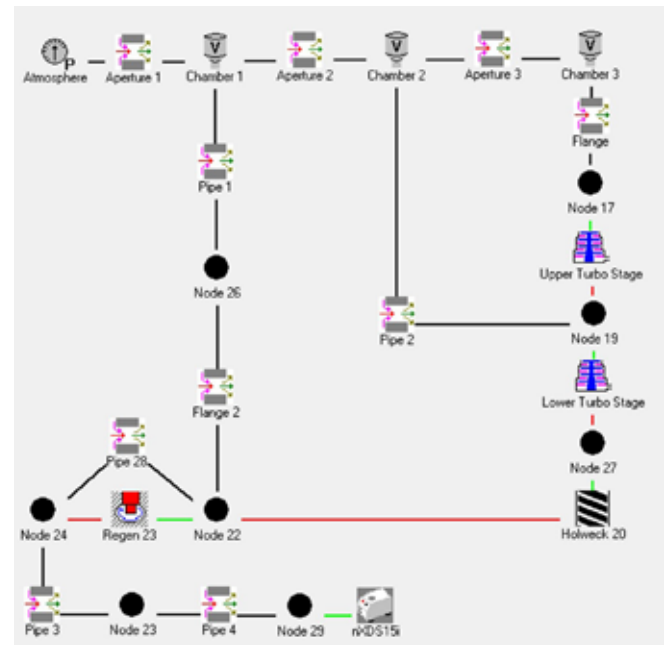 P
Atmosphere
Aperture 1
V
Chamber 1
Aperture 2
V
Chamber 2
Aperture 3
V
Chamber 3
Flange
Pipe 1
Node 17
Upper Turbo Stage
Node 26
Pipe 2
Node 19
Lower Turbo Stage
Flange 2
Pipe 28
Node 27
Node 24
Regen 23
Node 22
Holweck 20
Pipe 3
Node 23
Pipe 4
Node 29
nXDS15i